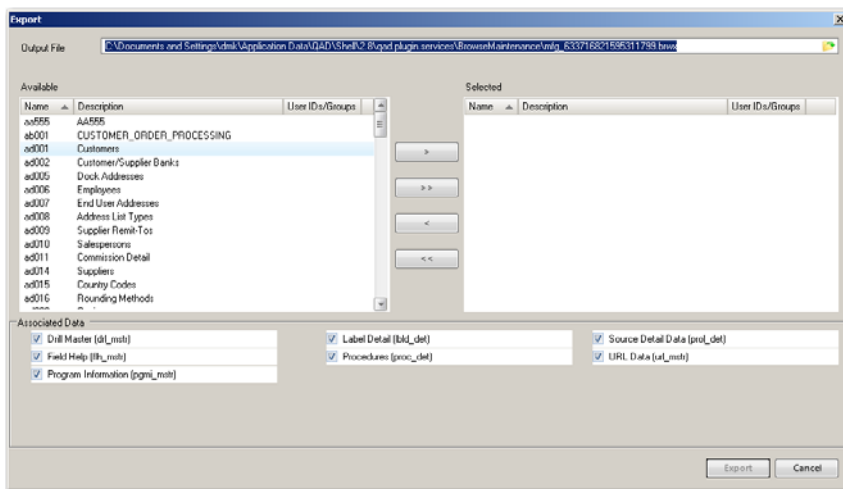 Export
Output File C:\Documents and Settings\dmk\Application Data\QAD\Shell\2.8\qad.plugin.services\BrowseMaintenance\mfg_633716821595311799.brwx
Available
Selected
Name Description User IDs/Groups
Name Description User IDs/Groups
aa555 AA555
ab001 CUSTOMER_ORDER_PROCESSING
ad001 Customers
ad002 Customer/Supplier Banks
ad005 Dock Addresses
ad006 Employees
ad007 End User Addresses
ad008 Address List Types
ad009 Supplier Remit-Tos
ad010 Salespersons
ad011 Commission Detail
ad014 Suppliers
ad015 Country Codes
ad016 Rounding Methods
>
>>
<
<<
Associated Data
Drill Master (drl_mstr)
Label Detail (lbld_det)
Source Detail Data (prol_det)
Field Help (flh_mstr)
Procedures (proc_det)
URL Data (url_mstr)
Program Information (pgmi_mstr)
Export
Cancel